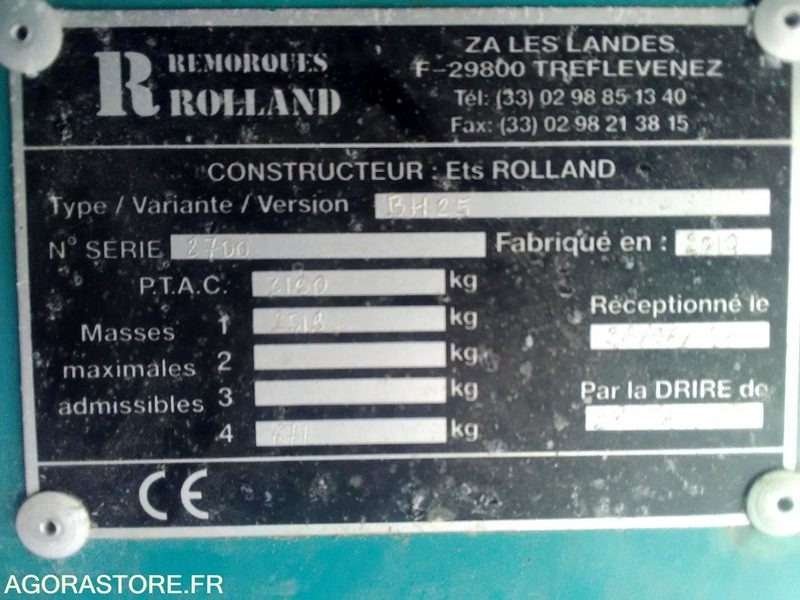 R REMORQUES
ROLLAND
ZA LES LANDES
F-29800 TREFLEVENEZ
Tél: (33) 02 98 85 13 40
Fax: (33) 02 98 21 38 15
CONSTRUCTEUR : Ets ROLLAND
Type / Variante / Version BH25
N° SÉRIE 2700 Fabriqué en :
P.T.A.C. kg
Masses maximales admissibles
1 kg
2 kg
3 kg
4 kg
Réceptionné le
Par la DRIRE de
CE
AGORASTORE.FR